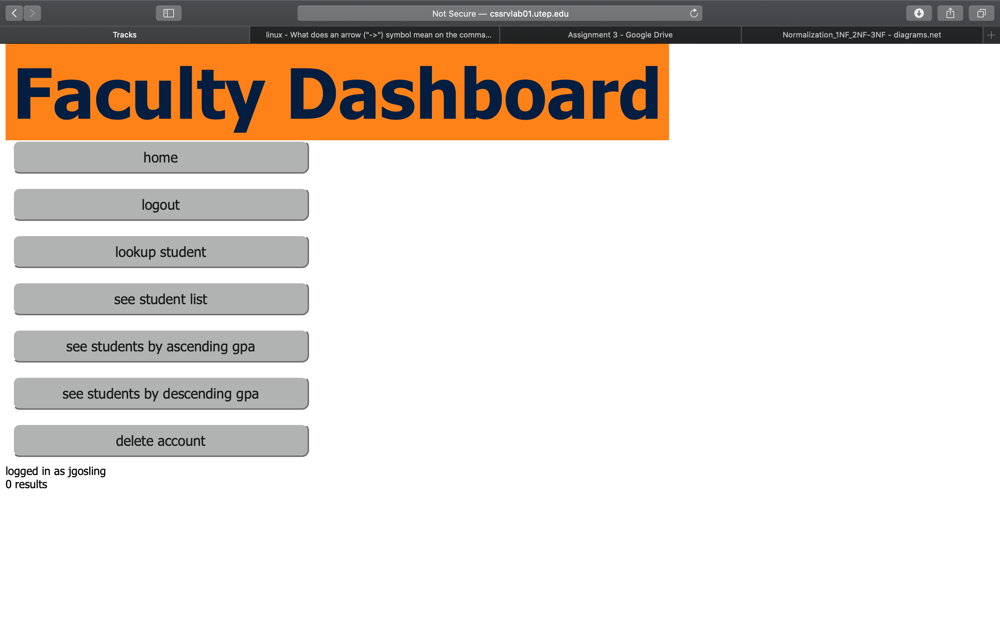 Not Secure — cssrvlab01.utep.edu
Tracks
linux - What does an arrow ("->") symbol mean on the comma...
Assignment 3 - Google Drive
Normalization_1NF_2NF-3NF - diagrams.net
Faculty Dashboard
home
logout
lookup student
see student list
see students by ascending gpa
see students by descending gpa
delete account
logged in as jgosling
0 results